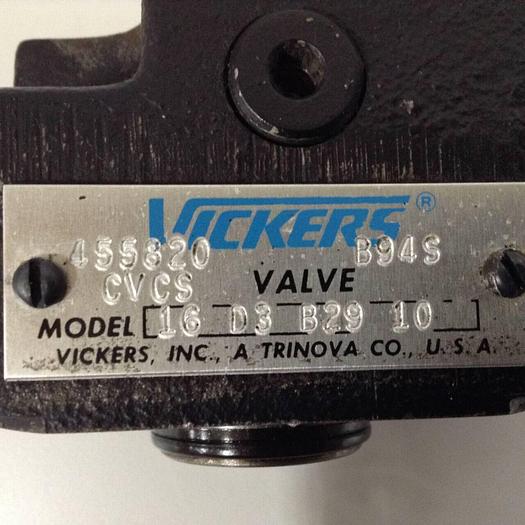 VICKERS®
455820 B94S
CVCS VALVE
MODEL 16 D3 B29 10
VICKERS, INC., A TRINOVA CO., U.S.A.